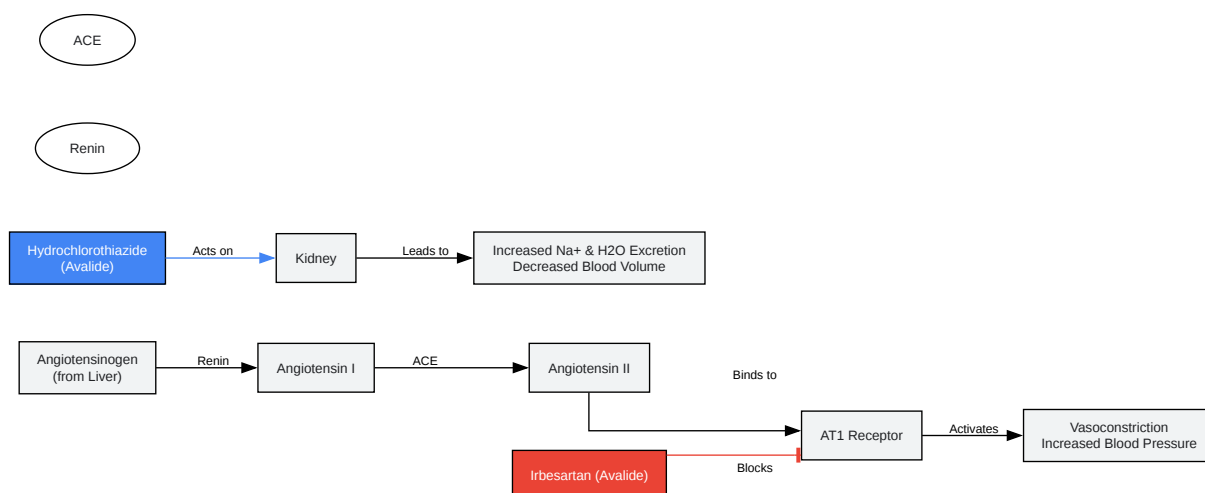 ACE
Renin
Hydrochlorothiazide
(Avalide)
Acts on
Kidney
Leads to
Increased Na+ & H2O Excretion
Decreased Blood Volume
Angiotensinogen
(from Liver)
Renin
Angiotensin I
ACE
Angiotensin II
Binds to
AT1 Receptor
Activates
Vasoconstriction
Increased Blood Pressure
Irbesartan (Avalide)
Blocks